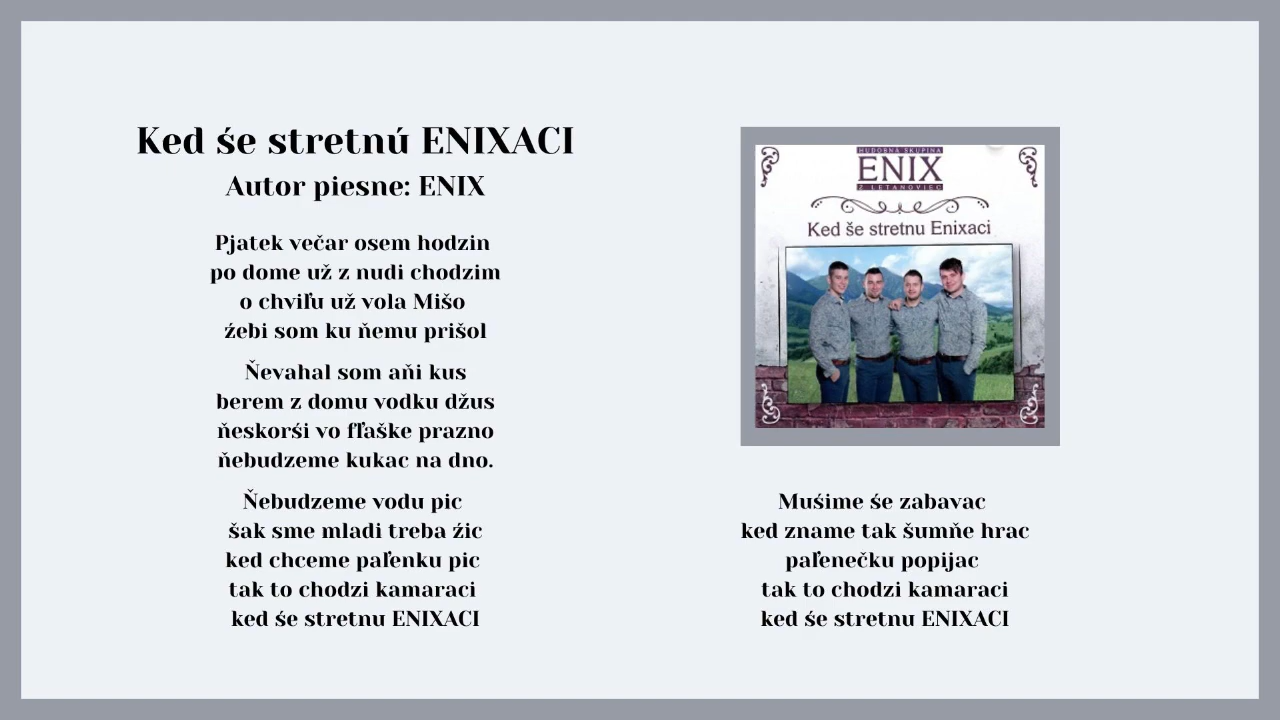 Ked śe stretnú ENIXACI
Autor piesne: ENIX
Pjatek večar osem hodzin
po dome už z nudi chodzim
o chviľu už vola Mišo
źebi som ku ňemu prišol
Ňevahal som aňi kus
berem z domu vodku džus
ňeskorśi vo fľaške prazno
ňebudzeme kukac na dno.
Ňebudzeme vodu pic
šak sme mladi treba źic
ked chceme paľenku pic
tak to chodzi kamaraci
ked śe stretnu ENIXACI
HUDOBNÁ SKUPINA
ENIX
Z LETANOVIEC
Ked še stretnu Enixaci
Muśime śe zabavac
ked zname tak šumňe hrac
paľenečku popijac
tak to chodzi kamaraci
ked śe stretnu ENIXACI